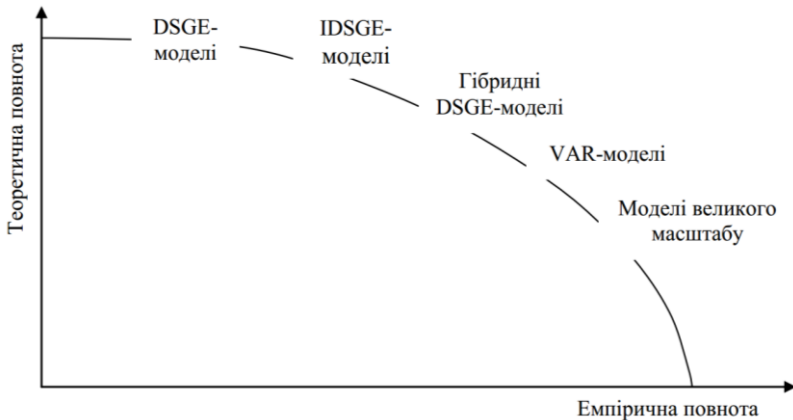 DSGE-
моделі
IDSGE-
моделі
Гібридні
DSGE-моделі
VAR-моделі
Моделі великого
масштабу
Теоретична повнота
Емпірична повнота